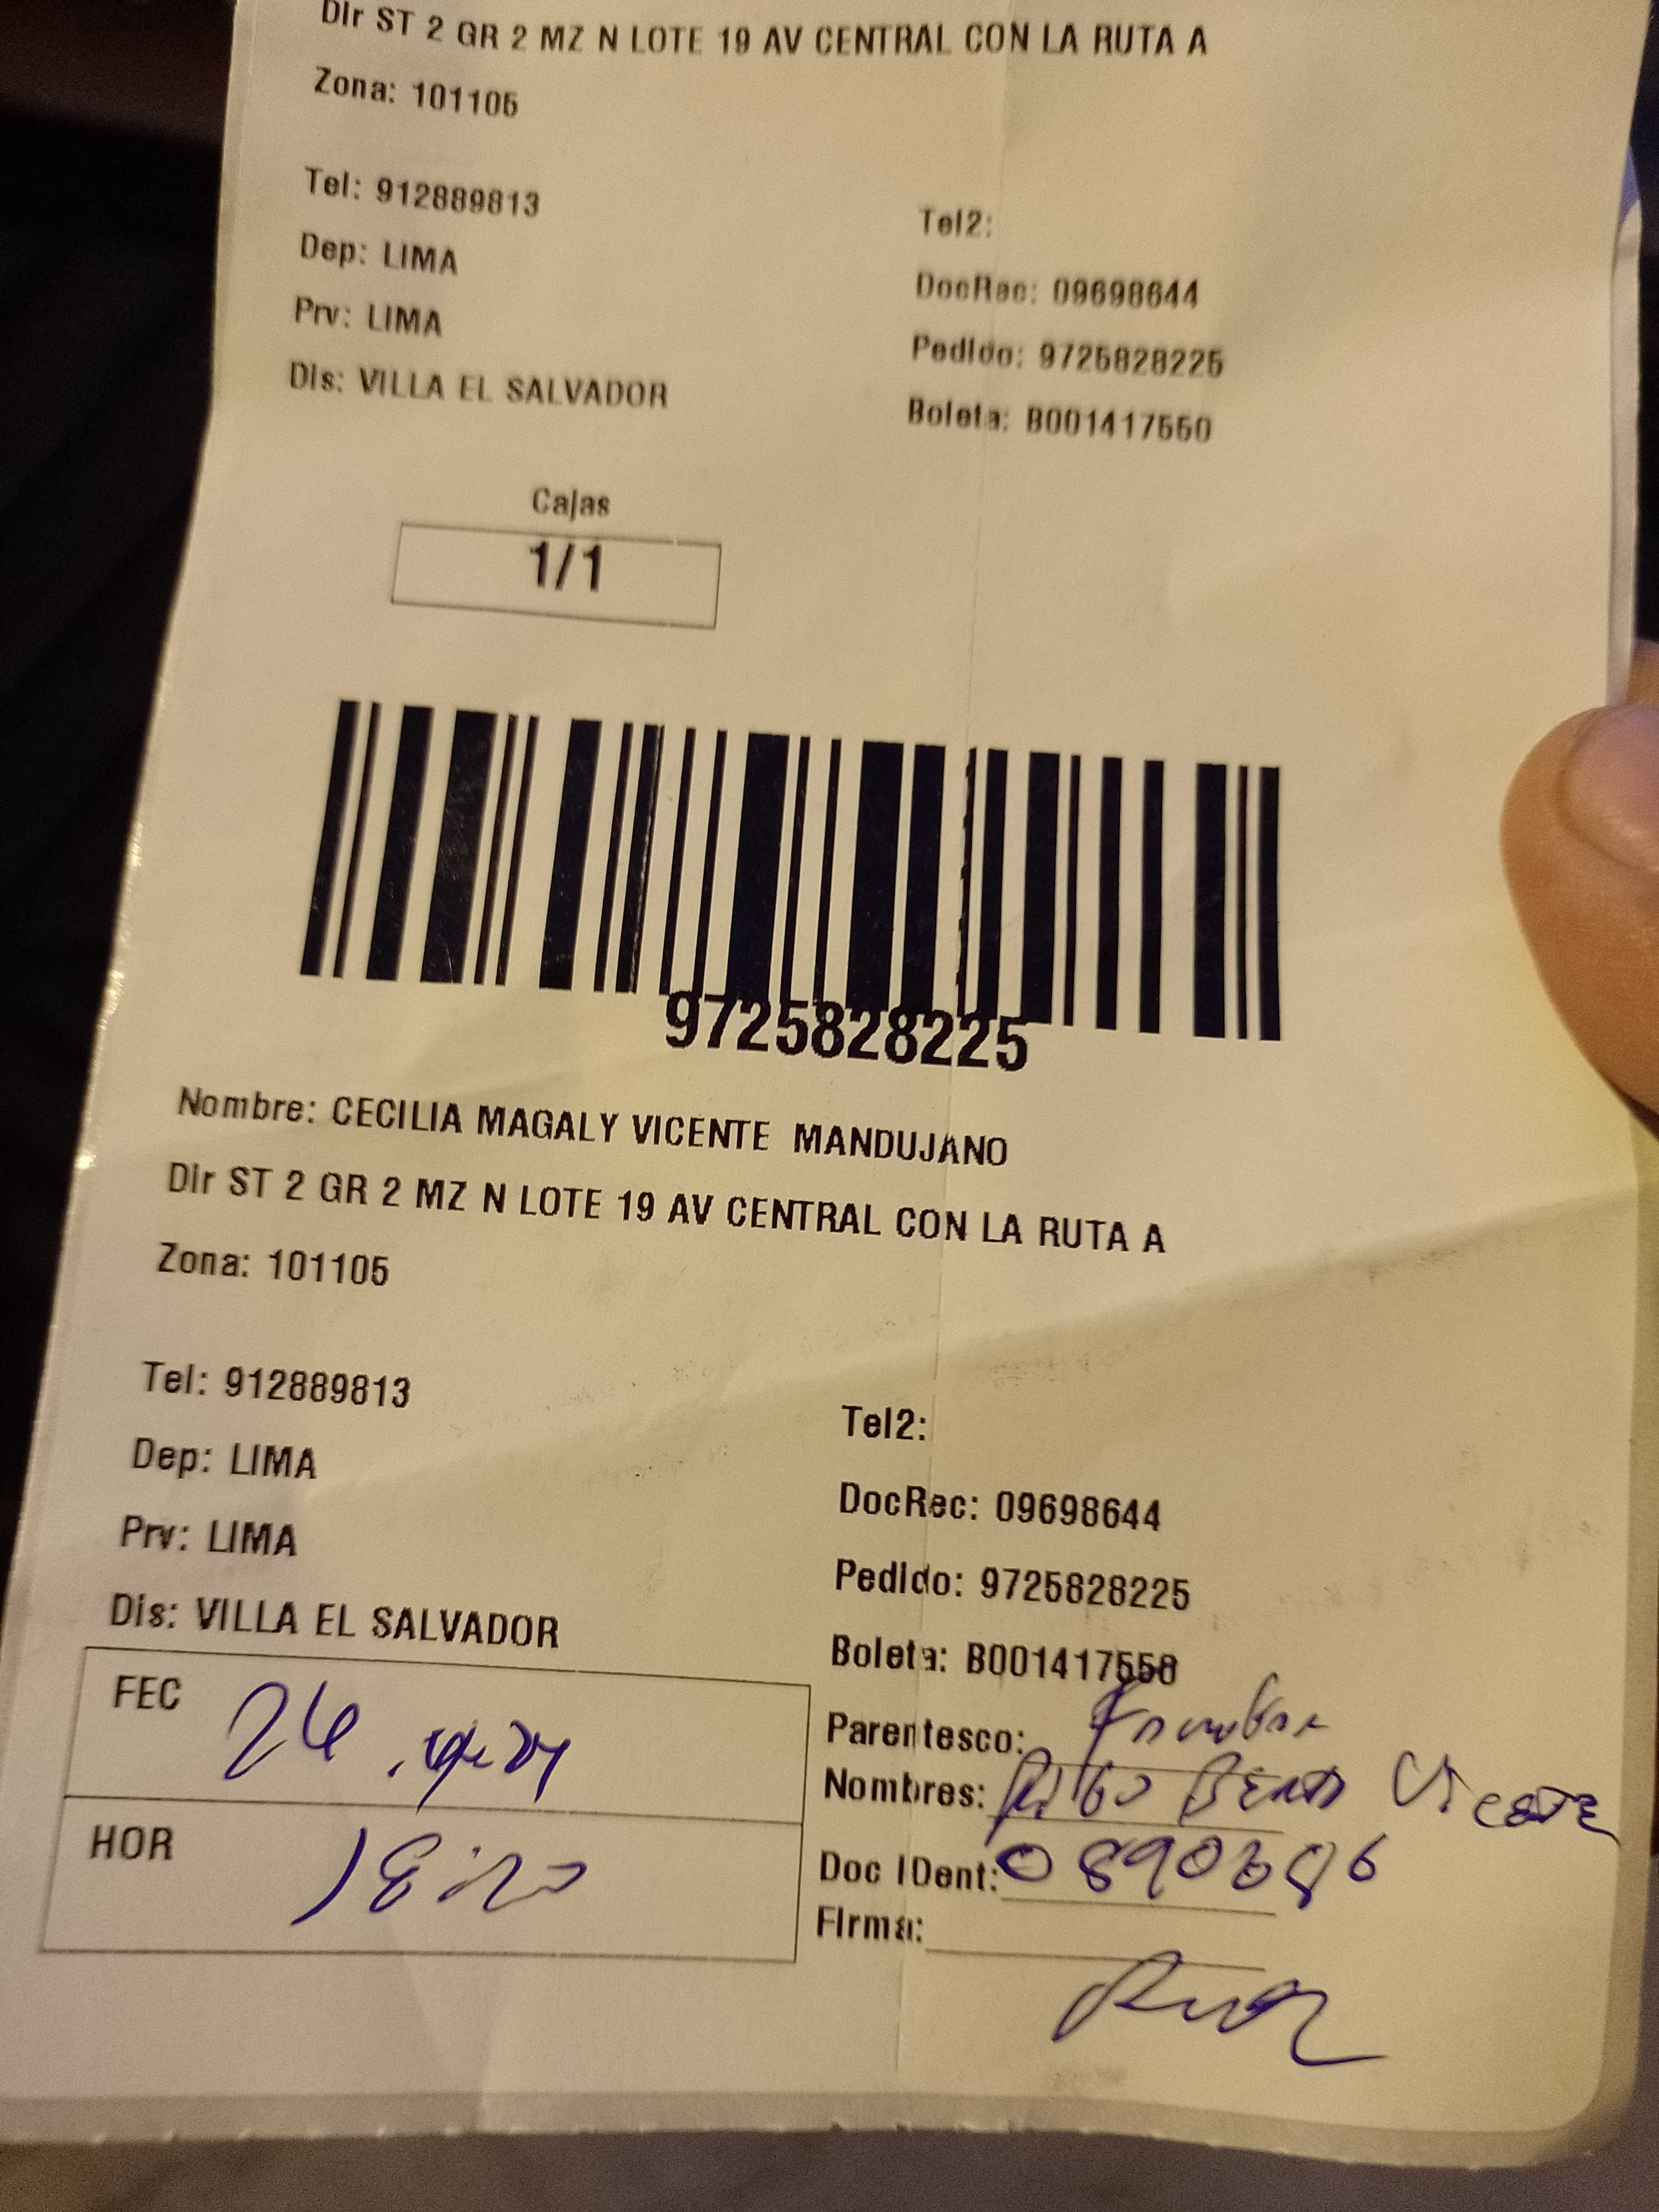 Dir ST 2 GR 2 MZ N LOTE 19 AV CENTRAL CON LA RUTA A
Zona: 101105
Tel: 912889813
Tel2:
Dep: LIMA
DocRec: 09698644
Prv: LIMA
Pedido: 9725828225
Dis: VILLA EL SALVADOR
Boleta: B001417550
Cajas
1/1
9725828225
Nombre: CECILIA MAGALY VICENTE MANDUJANO
Dir ST 2 GR 2 MZ N LOTE 19 AV CENTRAL CON LA RUTA A
Zona: 101105
Tel: 912889813
Tel2:
Dep: LIMA
DocRec: 09698644
Prv: LIMA
Pedido: 9725828225
Dis: VILLA EL SALVADOR
Boleta: B001417550
FEC 26
Parentesco:
Nombres: Vicente
HOR
Doc IDent:
Firma: